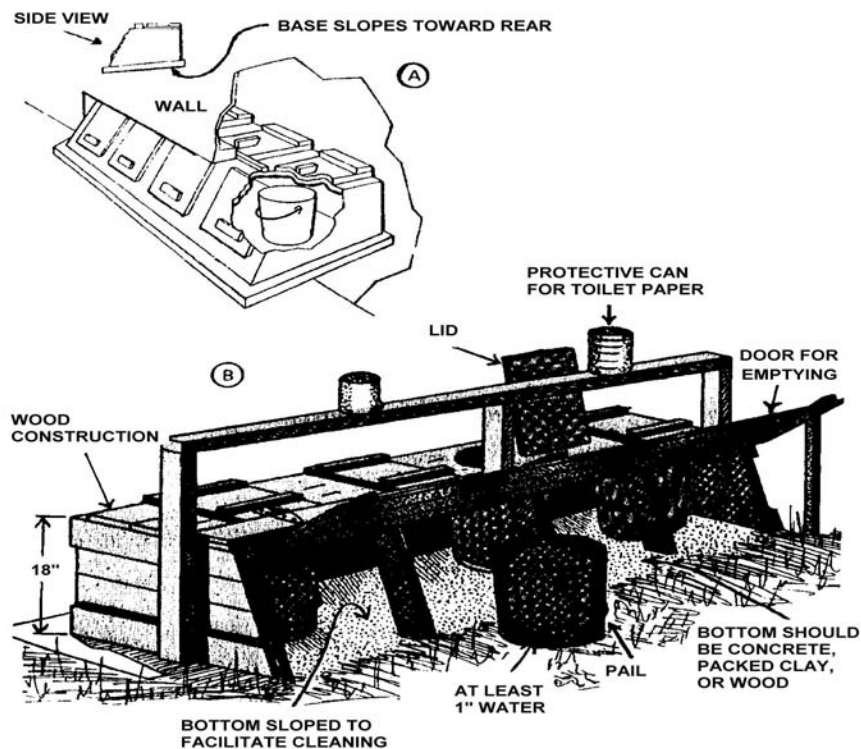 SIDE VIEW
BASE SLOPES TOWARD REAR
A
WALL
PROTECTIVE CAN
FOR TOILET PAPER
LID
DOOR FOR
EMPTYING
B
WOOD
CONSTRUCTION
18"
BOTTOM SHOULD
BE CONCRETE,
PACKED CLAY,
OR WOOD
PAIL
AT LEAST
1" WATER
BOTTOM SLOPED TO
FACILITATE CLEANING